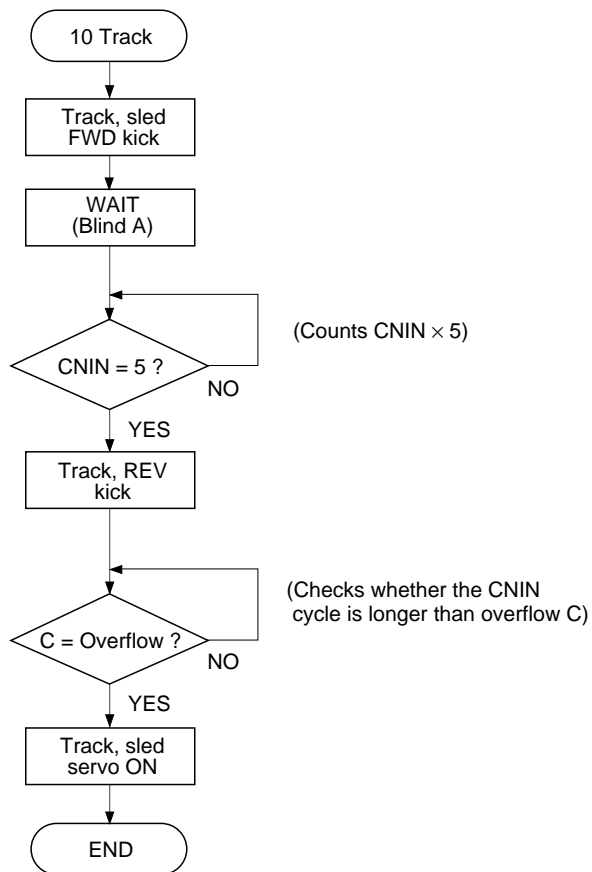 10 Track
Track, sled
FWD kick
WAIT
(Blind A)
(Counts CNIN × 5)
CNIN = 5 ?
NO
YES
Track, REV
kick
(Checks whether the CNIN
cycle is longer than overflow C)
C = Overflow ?
NO
YES
Track, sled
servo ON
END